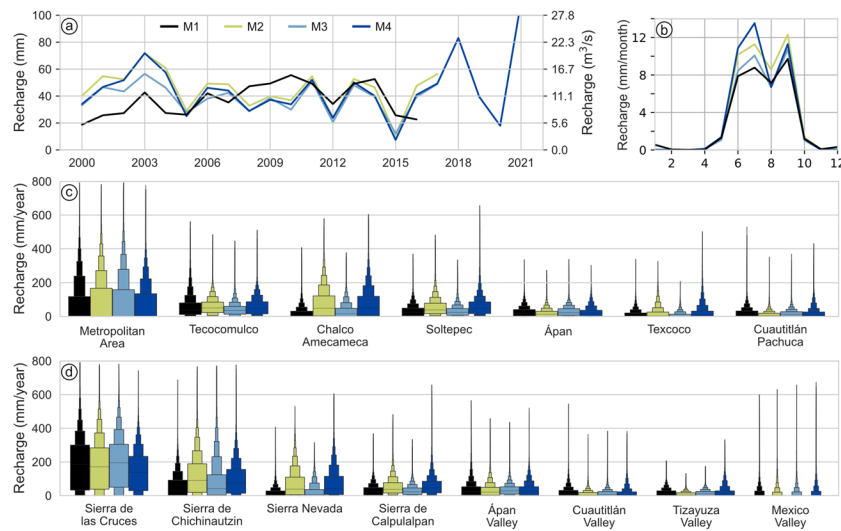 a
M1 M2 M3 M4
Recharge (mm)
100
80
60
40
20
0
2000 2003 2006 2009 2012 2015 2018 2021
27.8
22.3
16.7
11.1
5.6
0.0
Recharge (m³/s)
b
Recharge (mm/month)
12
8
4
0
2 4 6 8 10 12
c
Recharge (mm/year)
800
600
400
200
0
Metropolitan Area
Tecocomulco
Chalco Amecameca
Soltepec
Ápan
Texcoco
Cuautitlán Pachuca
d
Recharge (mm/year)
800
600
400
200
0
Sierra de las Cruces
Sierra de Chichinautzin
Sierra Nevada
Sierra de Calpulalpan
Ápan Valley
Cuautitlán Valley
Tizayuza Valley
Mexico Valley